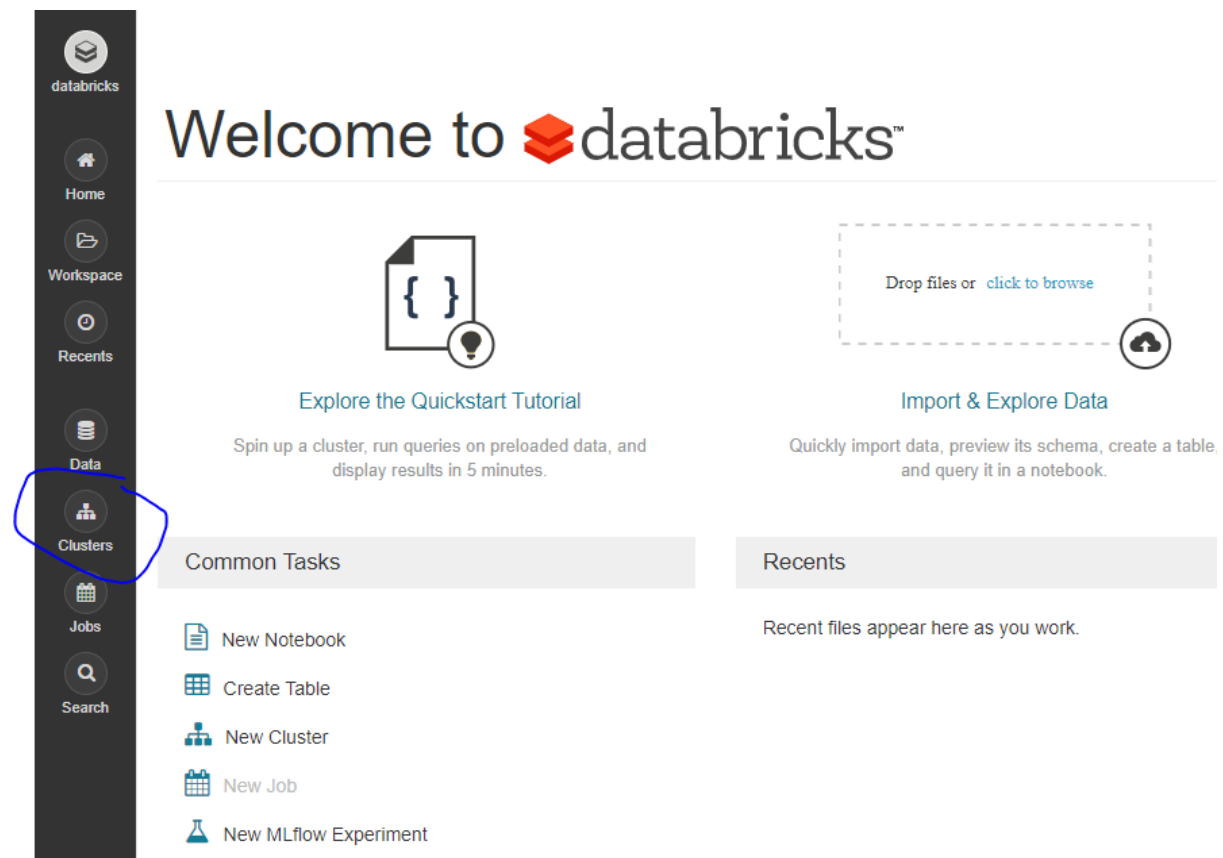 databricks
Home
Workspace
Recents
Data
Clusters
Jobs
Search
Welcome to databricks™
{ }
Explore the Quickstart Tutorial
Spin up a cluster, run queries on preloaded data, and
display results in 5 minutes.
Drop files or click to browse
Import & Explore Data
Quickly import data, preview its schema, create a table,
and query it in a notebook.
Common Tasks
New Notebook
Create Table
New Cluster
New Job
New MLflow Experiment
Recents
Recent files appear here as you work.